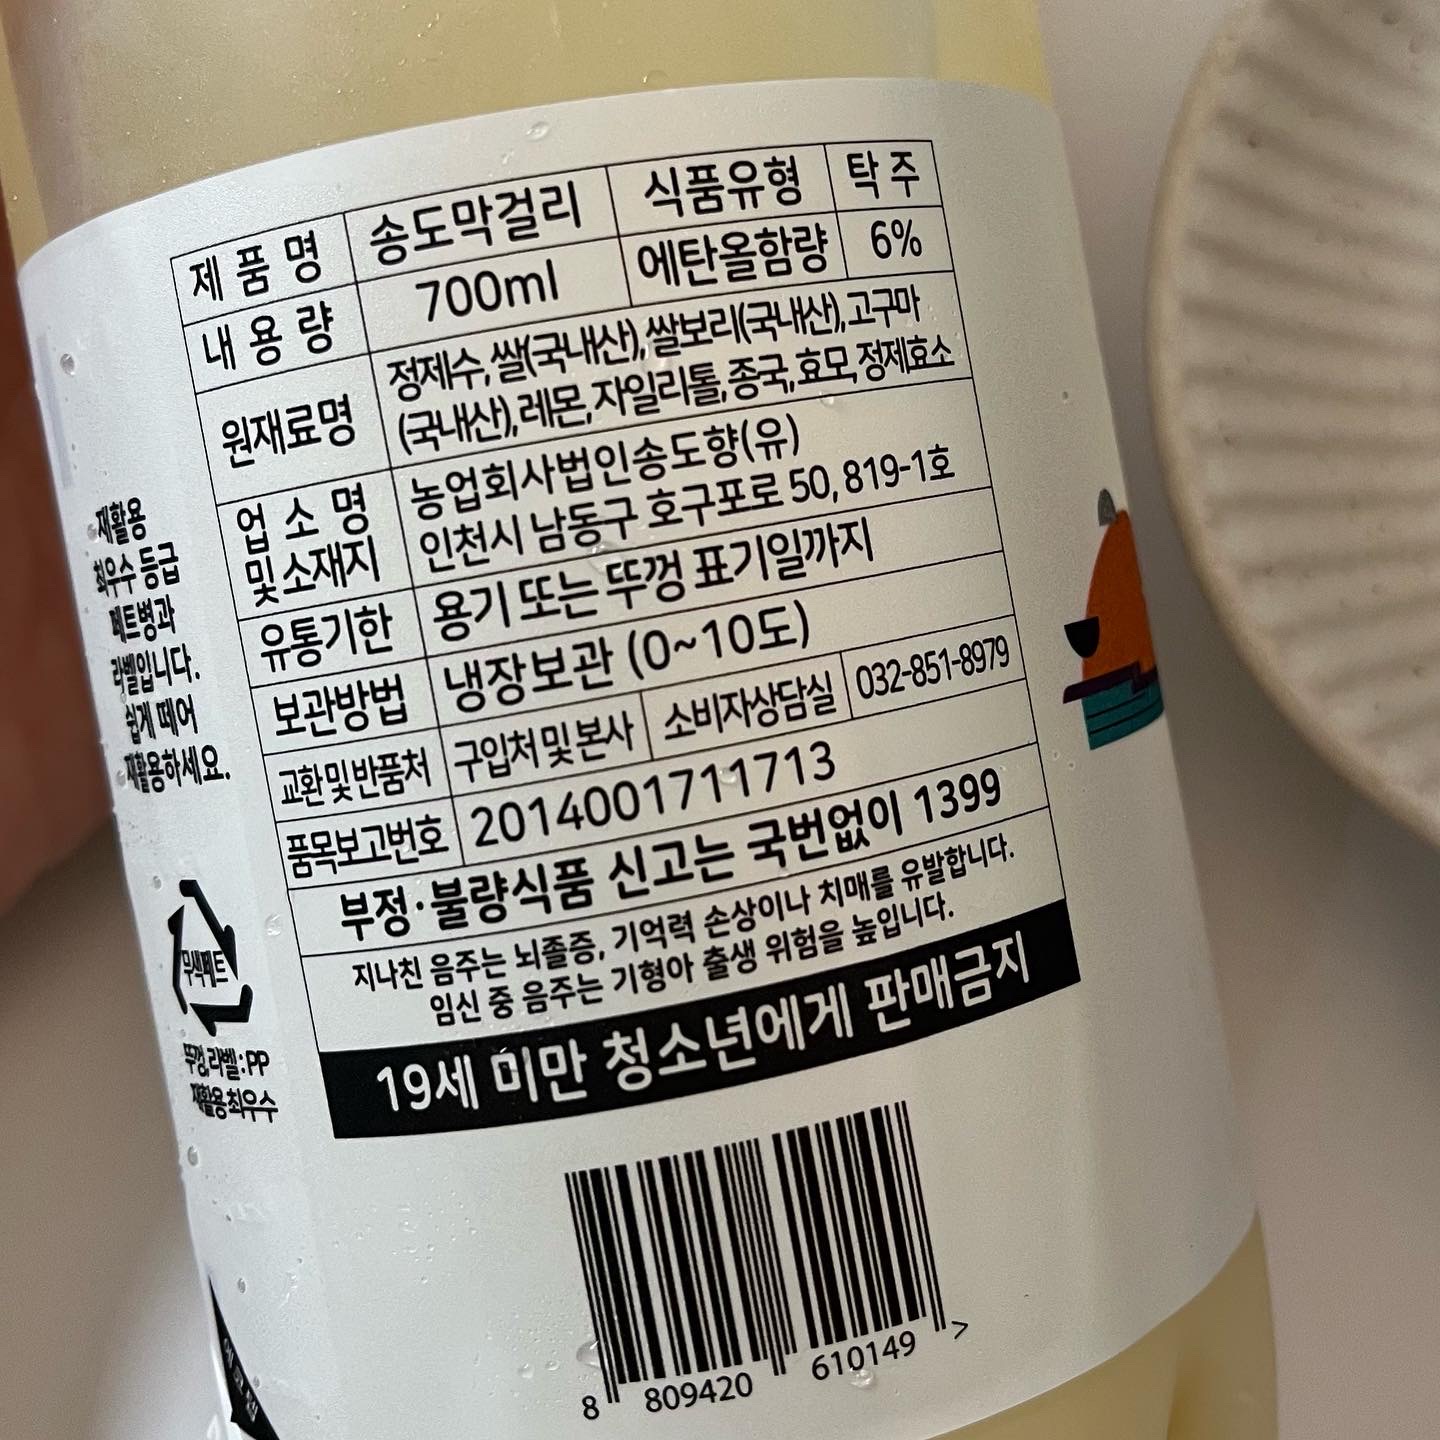 제 품 명 송도막걸리 식품유형 탁 주
내 용 량 700ml 에탄올함량 6%
원재료명 정제수, 쌀(국내산), 쌀보리(국내산), 고구마
(국내산), 레몬, 자일리톨, 종국, 효모, 정제효소
업 소 명 농업회사법인송도향(유)
및 소재지 인천시 남동구 호구포로 50, 819-1호
유통기한 용기 또는 뚜껑 표기일까지
보관방법 냉장보관 (0~10도)
교환 및 반품처 구입처 및 본사 소비자상담실 032-851-8979
품목보고번호 2014001711713
부정·불량식품 신고는 국번없이 1399
지나친 음주는 뇌졸증, 기억력 손상이나 치매를 유발합니다.
임신 중 음주는 기형아 출생 위험을 높입니다.
19세 미만 청소년에게 판매금지
재활용
최우수 등급
페트병과
라벨입니다.
쉽게 떼어
재활용하세요.
무색페트
뚜껑,라벨:PP
재활용최우수
8 809420 610149 >